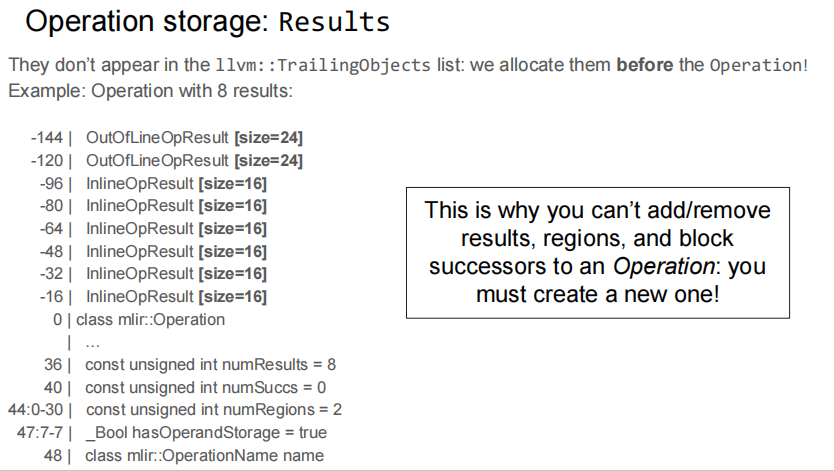 Operation storage: Results
They don’t appear in the llvm::TrailingObjects list: we allocate them before the Operation!
Example: Operation with 8 results:
-144 | OutOfLineOpResult [size=24]
-120 | OutOfLineOpResult [size=24]
-96 | InlineOpResult [size=16]
-80 | InlineOpResult [size=16]
-64 | InlineOpResult [size=16]
-48 | InlineOpResult [size=16]
-32 | InlineOpResult [size=16]
-16 | InlineOpResult [size=16]
0 | class mlir::Operation
| ...
36 | const unsigned int numResults = 8
40 | const unsigned int numSuccs = 0
44:0-30 | const unsigned int numRegions = 2
47:7-7 | _Bool hasOperandStorage = true
48 | class mlir::OperationName name
This is why you can’t add/remove
results, regions, and block
successors to an Operation: you
must create a new one!